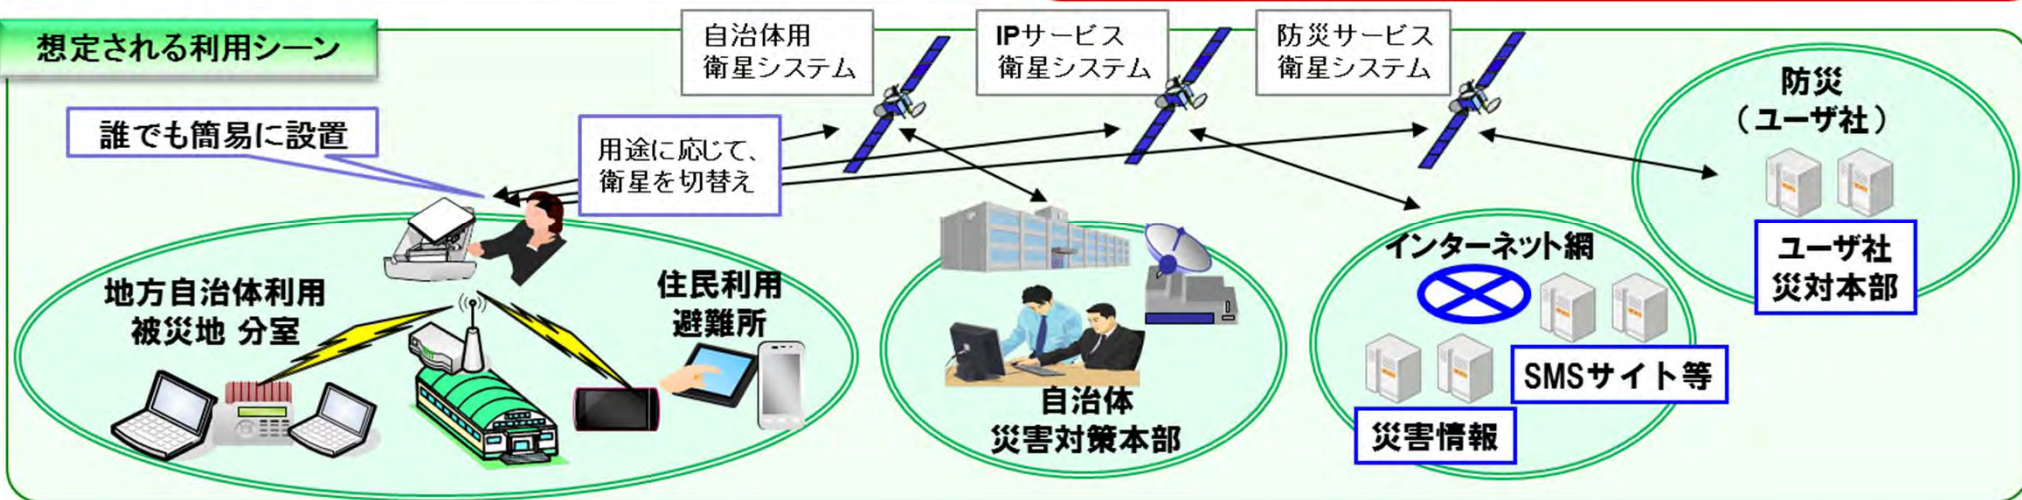 想定される利用シーン
自治体用
衛星システム
IPサービス
衛星システム
防災サービス
衛星システム
誰でも簡易に設置
用途に応じて、
衛星を切替え
防災
（ユーザ社）
ユーザ社
災対本部
地方自治体利用
被災地 分室
住民利用
避難所
自治体
災害対策本部
インターネット網
SMSサイト等
災害情報